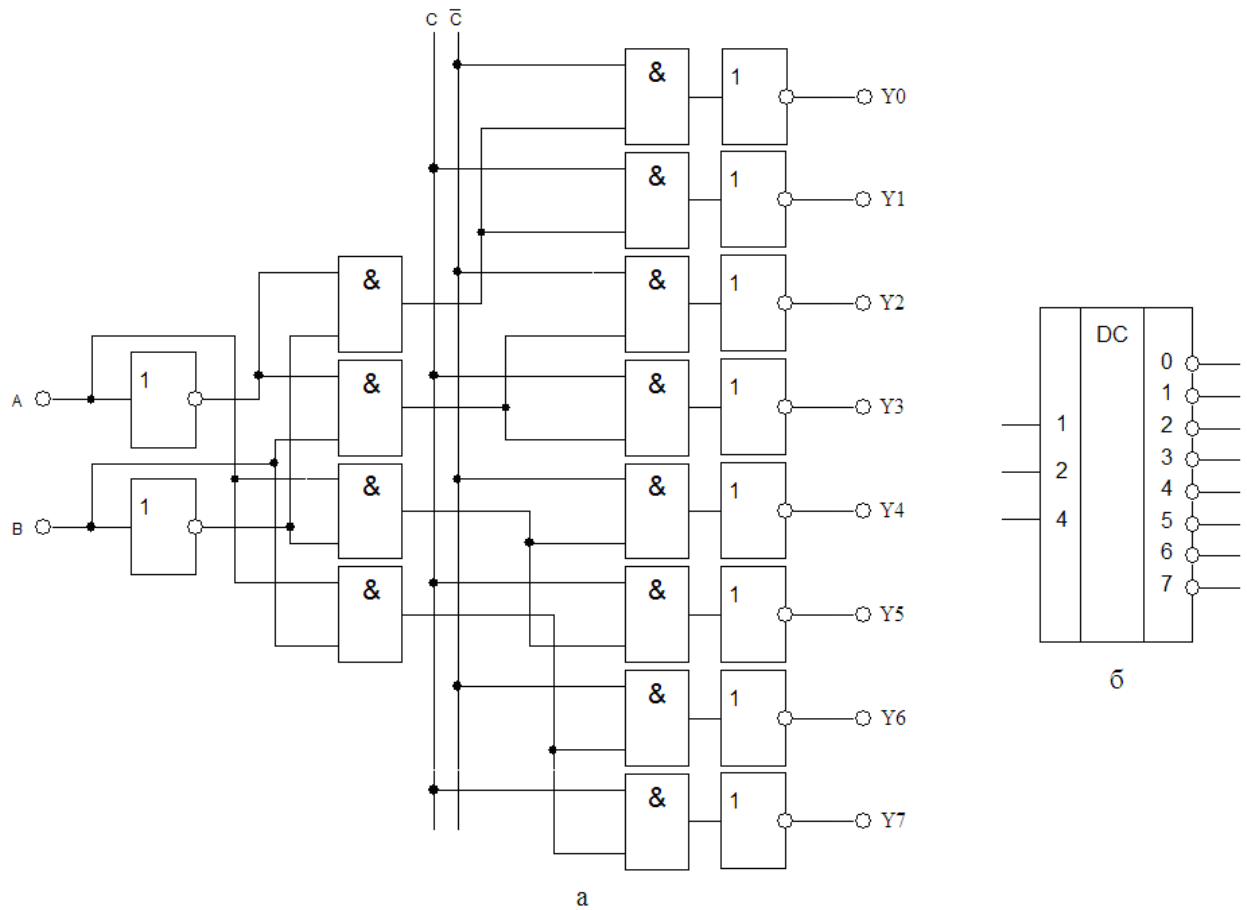 C C̅
& 1 Y0
& 1 Y1
& & 1 Y2
A 1 & & 1 Y3
B 1 & & 1 Y4
& & 1 Y5
& 1 Y6
& 1 Y7
а
DC
0
1
1 2
2 3
4 4
5
6
7
б